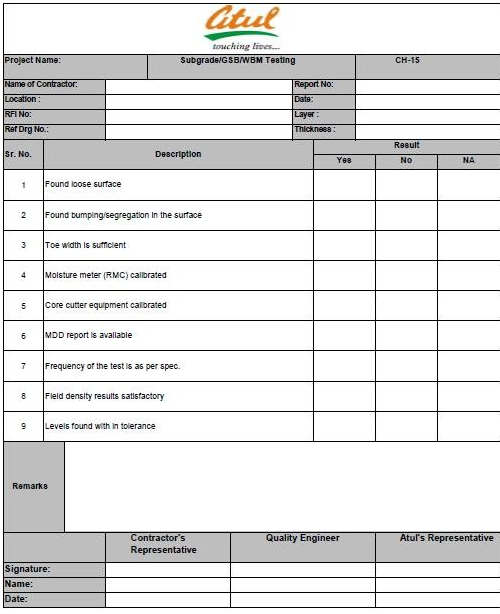 atul
touching lives...
Project Name: Subgrade/GSB/WBM Testing CH-15
Name of Contractor: Report No:
Location : Date:
RFI No: Layer :
Ref Drg No.: Thickness :
Sr. No. Description Result
Yes No NA
1 Found loose surface
2 Found bumping/segregation in the surface
3 Toe width is sufficient
4 Moisture meter (RMC) calibrated
5 Core cutter equipment calibrated
6 MDD report is available
7 Frequency of the test is as per spec.
8 Field density results satisfactory
9 Levels found with in tolerance
Remarks
Contractor's Representative Quality Engineer Atul's Representative
Signature:
Name:
Date: